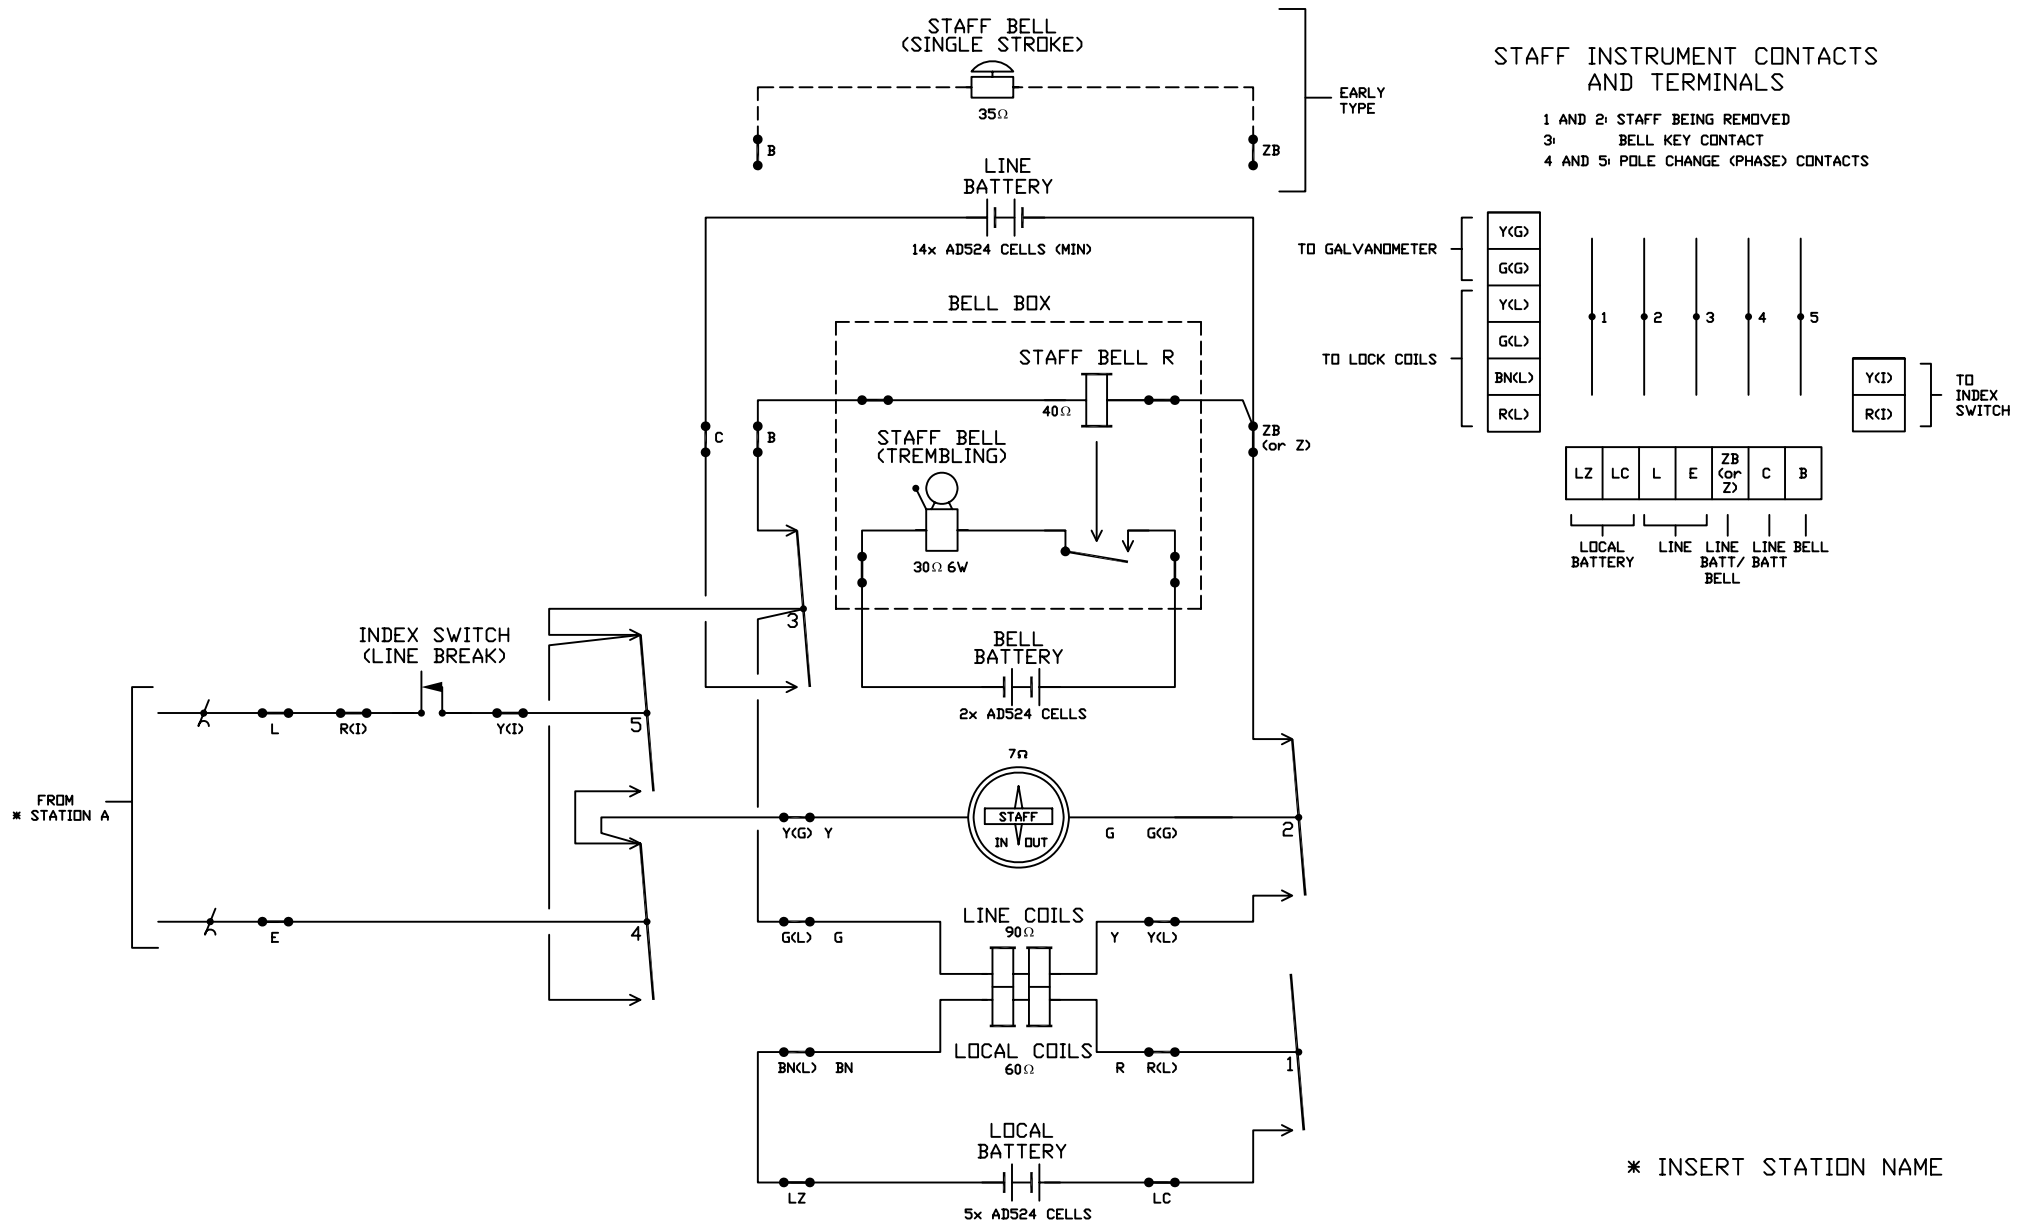 STAFF BELL
(SINGLE STROKE)
35Ω
B
ZB
EARLY
TYPE
STAFF INSTRUMENT CONTACTS
AND TERMINALS
1 AND 2: STAFF BEING REMOVED
3: BELL KEY CONTACT
4 AND 5: POLE CHANGE (PHASE) CONTACTS
LINE
BATTERY
14x AD524 CELLS (MIN)
TO GALVANOMETER
Y(G)
G(G)
TO LOCK COILS
Y(L)
G(L)
BN(L)
R(L)
1
2
3
4
5
Y(I)
R(I)
TO
INDEX
SWITCH
LZ
LC
L
E
ZB
(or
Z)
C
B
LOCAL
BATTERY
LINE
LINE
BATT/
BELL
LINE
BATT
BELL
BELL BOX
STAFF BELL R
40Ω
C
B
ZB
(or Z)
STAFF BELL
(TREMBLING)
30Ω 6W
3
BELL
BATTERY
2x AD524 CELLS
INDEX SWITCH
(LINE BREAK)
L
R(I)
Y(I)
5
FROM
* STATION A
7Ω
STAFF
IN OUT
Y(G) Y
G G(G)
2
E
4
LINE COILS
90Ω
G(L) G
Y Y(L)
LOCAL COILS
60Ω
BN(L) BN
R R(L)
1
LOCAL
BATTERY
LZ
LC
5x AD524 CELLS
* INSERT STATION NAME